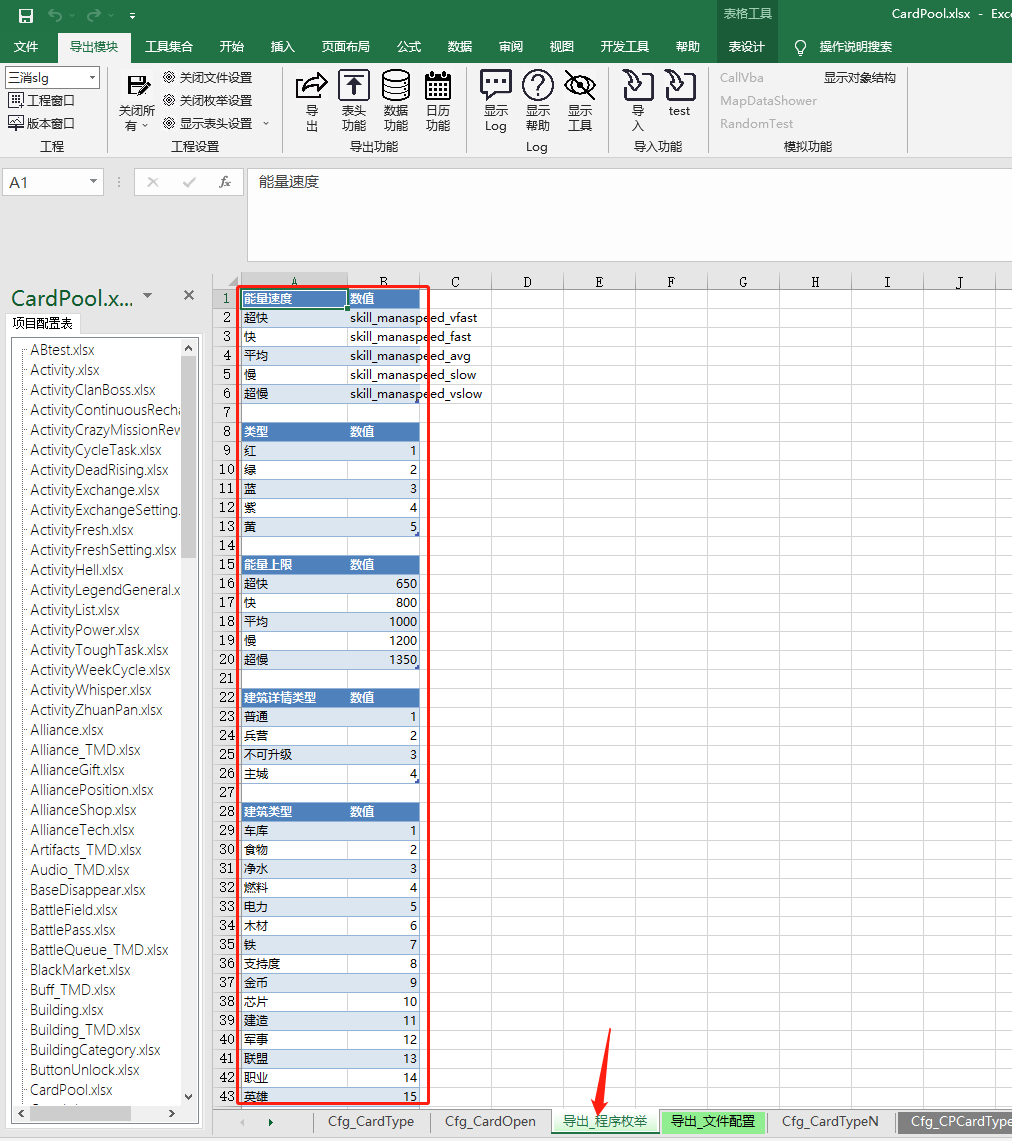 表格工具
CardPool.xlsx - Exc
文件 导出模块 工具集合 开始 插入 页面布局 公式 数据 审阅 视图 开发工具 帮助 表设计 操作说明搜索
三消slg
工程窗口
版本窗口
工程
关闭所有
关闭文件设置
关闭枚举设置
显示表头设置
工程设置
导出
表头功能
数据功能
日历功能
导出功能
显示Log
显示帮助
显示工具
Log
导入
test
导入功能
CallVba 显示对象结构
MapDataShower
RandomTest
模拟功能
A1 fx 能量速度
CardPool.x...
项目配置表
ABtest.xlsx
Activity.xlsx
ActivityClanBoss.xlsx
ActivityContinuousRecha
ActivityCrazyMissionRew
ActivityCycleTask.xlsx
ActivityDeadRising.xlsx
ActivityExchange.xlsx
ActivityExchangeSetting.
ActivityFresh.xlsx
ActivityFreshSetting.xlsx
ActivityHell.xlsx
ActivityLegendGeneral.x
ActivityList.xlsx
ActivityPower.xlsx
ActivityToughTask.xlsx
ActivityWeekCycle.xlsx
ActivityWhisper.xlsx
ActivityZhuanPan.xlsx
Alliance.xlsx
Alliance_TMD.xlsx
AllianceGift.xlsx
AlliancePosition.xlsx
AllianceShop.xlsx
AllianceTech.xlsx
Artifacts_TMD.xlsx
Audio_TMD.xlsx
BaseDisappear.xlsx
BattleField.xlsx
BattlePass.xlsx
BattleQueue_TMD.xlsx
BlackMarket.xlsx
Buff_TMD.xlsx
Building.xlsx
Building_TMD.xlsx
BuildingCategory.xlsx
ButtonUnlock.xlsx
CardPool.xlsx
A B C D E F G H I J
1 能量速度 数值
2 超快 skill_manaspeed_vfast
3 快 skill_manaspeed_fast
4 平均 skill_manaspeed_avg
5 慢 skill_manaspeed_slow
6 超慢 skill_manaspeed_vslow
7
8 类型 数值
9 红 1
10 绿 2
11 蓝 3
12 紫 4
13 黄 5
14
15 能量上限 数值
16 超快 650
17 快 800
18 平均 1000
19 慢 1200
20 超慢 1350
21
22 建筑详情类型 数值
23 普通 1
24 兵营 2
25 不可升级 3
26 主城 4
27
28 建筑类型 数值
29 车库 1
30 食物 2
31 净水 3
32 燃料 4
33 电力 5
34 木材 6
35 铁 7
36 支持度 8
37 金币 9
38 芯片 10
39 建造 11
40 军事 12
41 联盟 13
42 职业 14
43 英雄 15
Cfg_CardType Cfg_CardOpen 导出_程序枚举 导出_文件配置 Cfg_CardTypeN Cfg_CPCardType